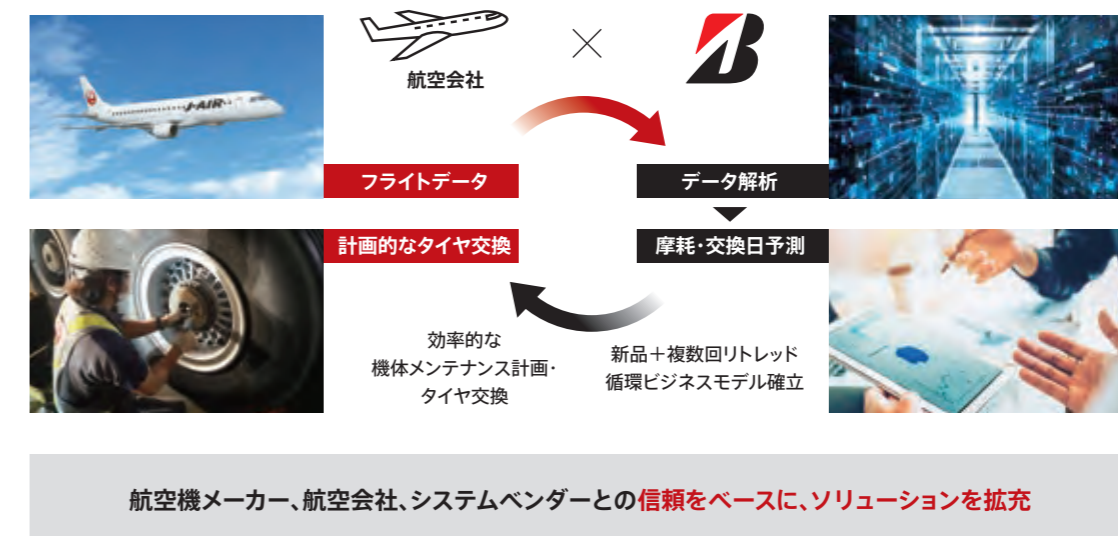 航空会社
×
B
J-AIR
フライトデータ
データ解析
計画的なタイヤ交換
摩耗・交換日予測
効率的な
機体メンテナンス計画・
タイヤ交換
新品＋複数回リトレッド
循環ビジネスモデル確立
航空機メーカー、航空会社、システムベンダーとの信頼をベースに、ソリューションを拡充